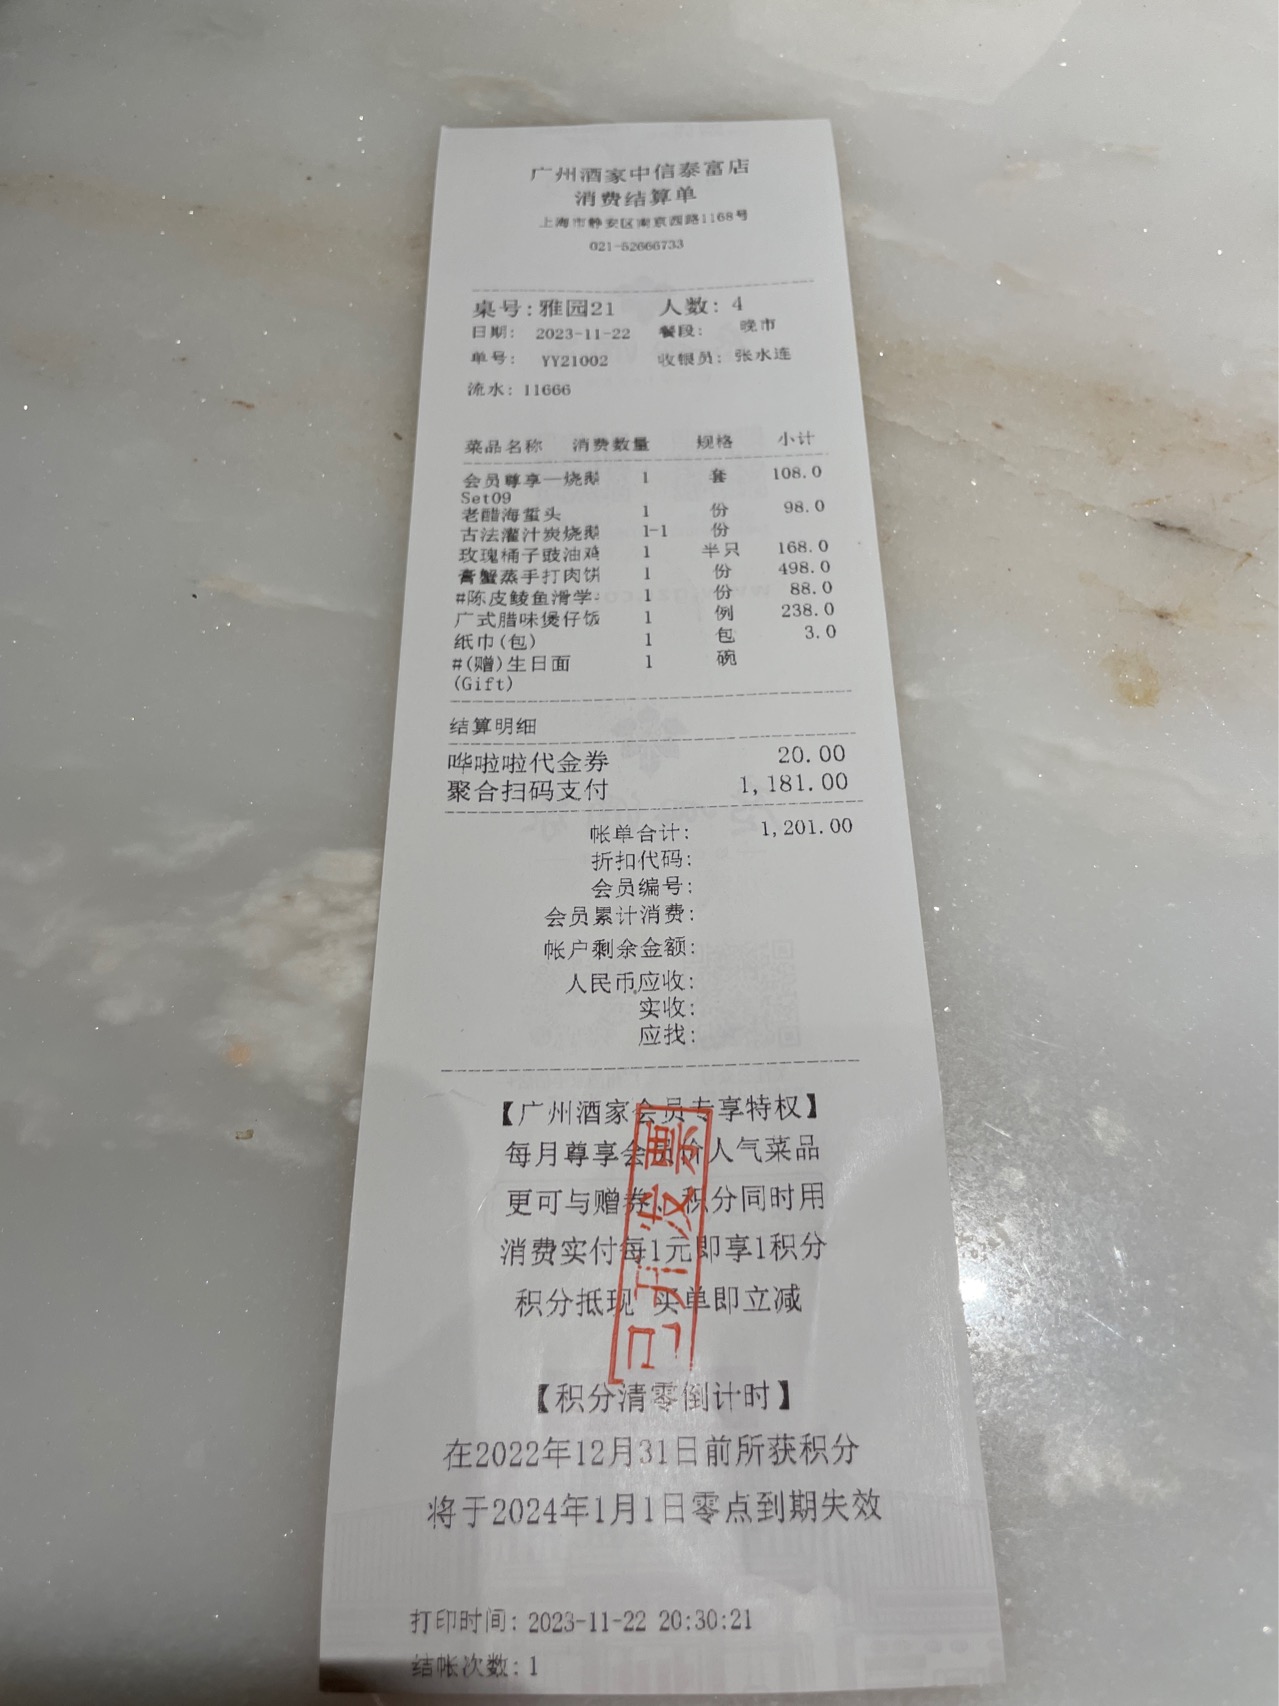 广州酒家中信泰富店
消费结算单
上海市静安区南京西路1168号
021-52666733
桌号:雅园21 人数: 4
日期: 2023-11-22 餐段: 晚市
单号: YY21002 收银员: 张水连
流水: 11666
菜品名称 消费数量 规格 小计
会员尊享一烧鹅 1 套 108.0
Set09
老醋海蜇头 1 份 98.0
古法灌汁炭烧鹅 1-1 份
玫瑰桶子豉油鸡 1 半只 168.0
膏蟹蒸手打肉饼 1 份 498.0
#陈皮鲮鱼滑学 1 份 88.0
广式腊味煲仔饭 1 例 238.0
纸巾(包) 1 包 3.0
#(赠)生日面 1 碗
(Gift)
结算明细
哗啦啦代金券 20.00
聚合扫码支付 1,181.00
帐单合计: 1,201.00
折扣代码:
会员编号:
会员累计消费:
帐户剩余金额:
人民币应收:
实收:
应找:
【广州酒家会员专享特权】
每月尊享会员价人气菜品
更可与赠券、积分同时用
消费实付每1元即享1积分
积分抵现 买单即立减
已开发票
【积分清零倒计时】
在2022年12月31日前所获积分
将于2024年1月1日零点到期失效
打印时间: 2023-11-22 20:30:21
结帐次数: 1